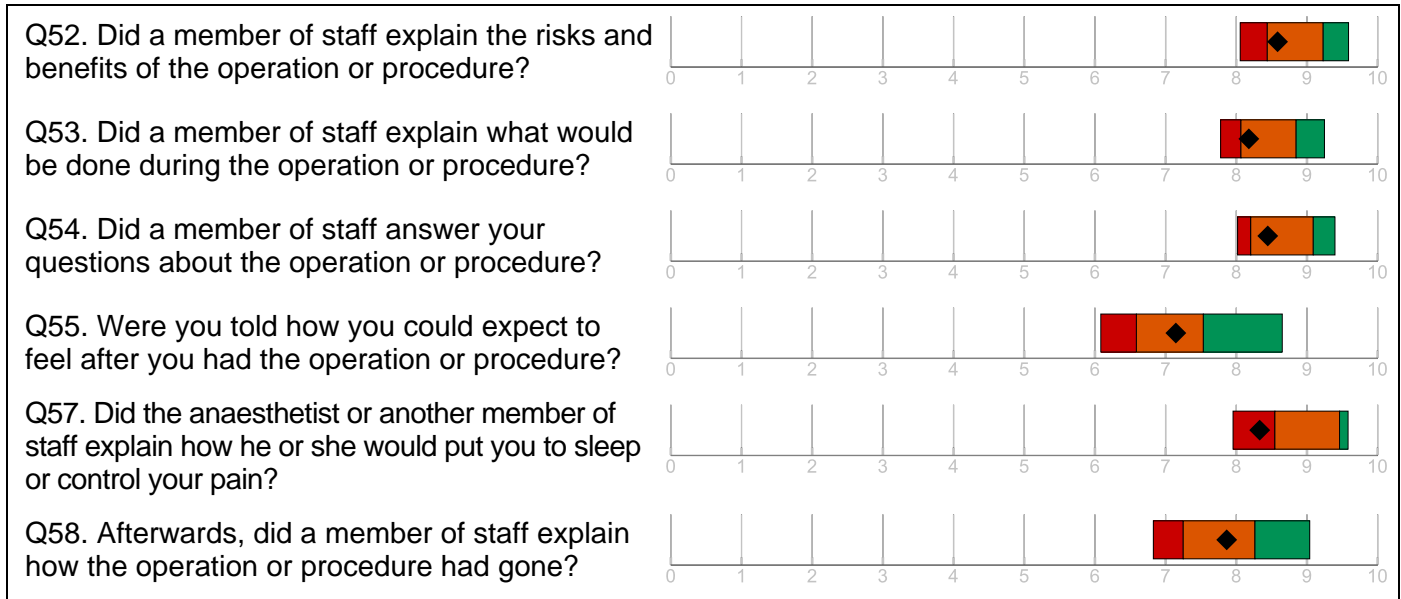 Q52. Did a member of staff explain the risks and
benefits of the operation or procedure?
0 1 2 3 4 5 6 7 8 9 10
Q53. Did a member of staff explain what would
be done during the operation or procedure?
0 1 2 3 4 5 6 7 8 9 10
Q54. Did a member of staff answer your
questions about the operation or procedure?
0 1 2 3 4 5 6 7 8 9 10
Q55. Were you told how you could expect to
feel after you had the operation or procedure?
0 1 2 3 4 5 6 7 8 9 10
Q57. Did the anaesthetist or another member of
staff explain how he or she would put you to sleep
or control your pain?
0 1 2 3 4 5 6 7 8 9 10
Q58. Afterwards, did a member of staff explain
how the operation or procedure had gone?
0 1 2 3 4 5 6 7 8 9 10